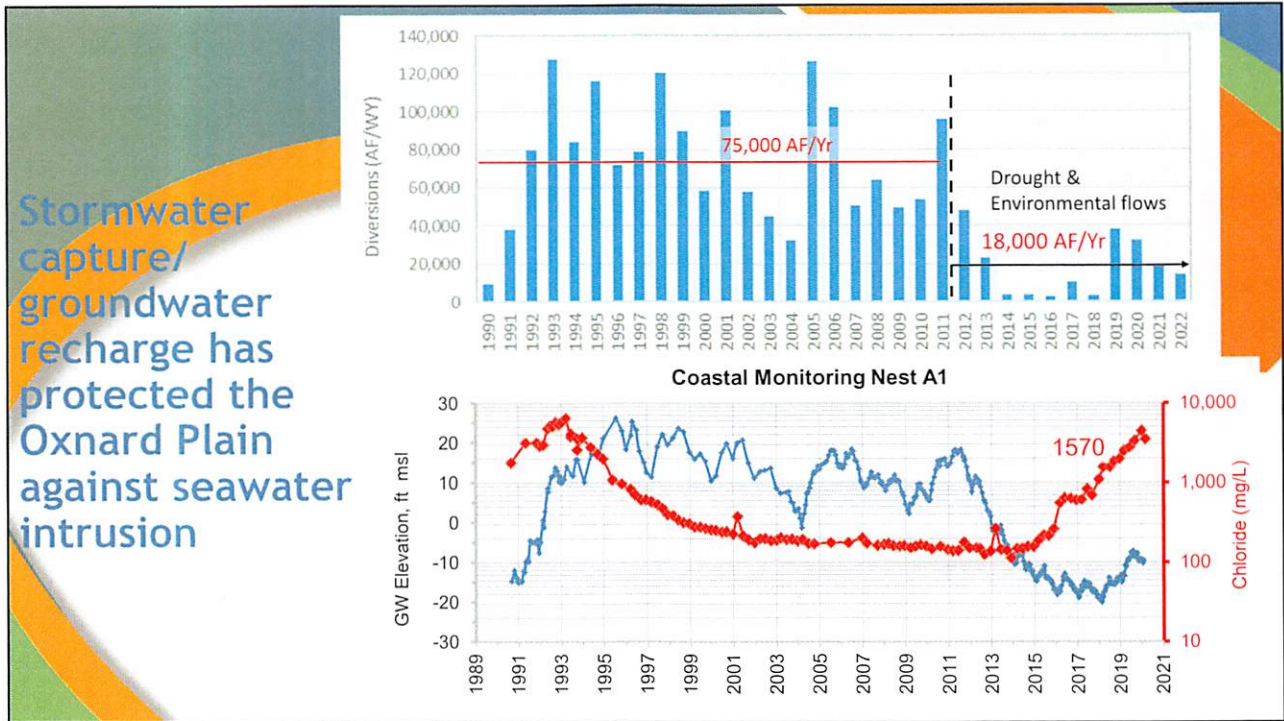 Stormwater
capture/
groundwater
recharge has
protected the
Oxnard Plain
against seawater
intrusion
Diversions (AF/WY)
140,000
120,000
100,000
80,000
60,000
40,000
20,000
0
75,000 AF/Yr
Drought &
Environmental flows
18,000 AF/Yr
1990 1991 1992 1993 1994 1995 1996 1997 1998 1999 2000 2001 2002 2003 2004 2005 2006 2007 2008 2009 2010 2011 2012 2013 2014 2015 2016 2017 2018 2019 2020 2021 2022
Coastal Monitoring Nest A1
GW Elevation, ft msl
30
20
10
0
-10
-20
-30
1570
10,000
1,000
100
10
Chloride (mg/L)
1989 1991 1993 1995 1997 1999 2001 2003 2005 2007 2009 2011 2013 2015 2017 2019 2021